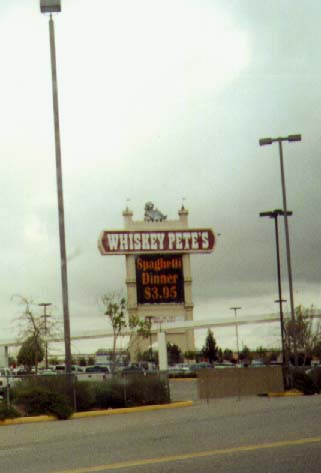 WHISKEY PETE'S
Spaghetti
Dinner
$3.95